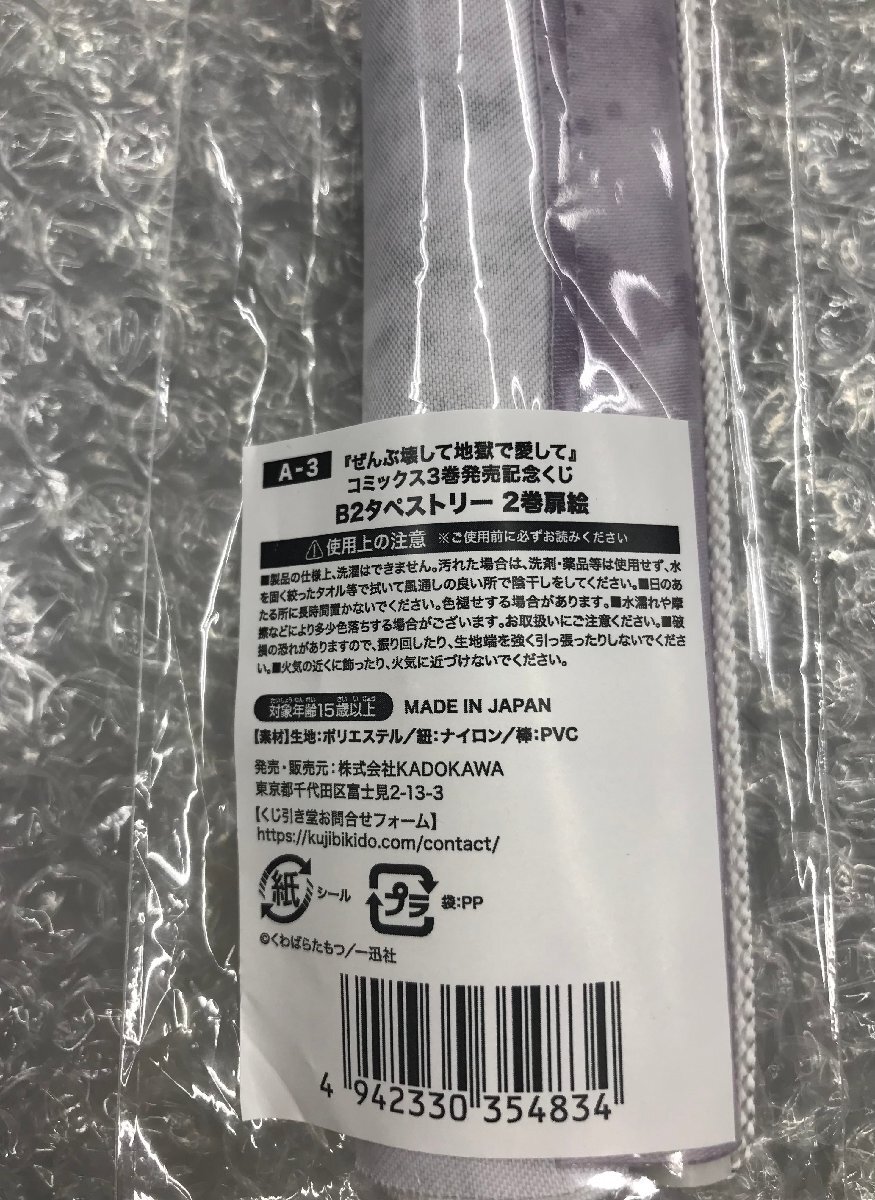 A-3
『ぜんぶ壊して地獄で愛して』
コミックス3巻発売記念くじ
B2タペストリー 2巻扉絵
⚠使用上の注意 ※ご使用前に必ずお読みください
■製品の仕様上、洗濯はできません。汚れた場合は、洗剤・薬品等は使用せず、水
を固く絞ったタオル等で拭いて風通しの良い所で陰干しをしてください。■日のあ
たる所に長時間置かないでください。色褪せする場合があります。■水濡れや摩
擦などにより多少色落ちする場合がございます。お取扱いにご注意ください。■破
損の恐れがありますので、振り回したり、生地端を強く引っ張ったりしないでくださ
い。■火気の近くに飾ったり、火気に近づけないでください。
たいしょうねんれい さいいじょう
対象年齢15歳以上 MADE IN JAPAN
【素材】生地:ポリエステル/紐:ナイロン/棒:PVC
発売・販売元:株式会社KADOKAWA
東京都千代田区富士見2-13-3
【くじ引き堂お問合せフォーム】
https://kujibikido.com/contact/
紙 シール プラ 袋:PP
©くわばらたもつ/一迅社
4 942330 354834